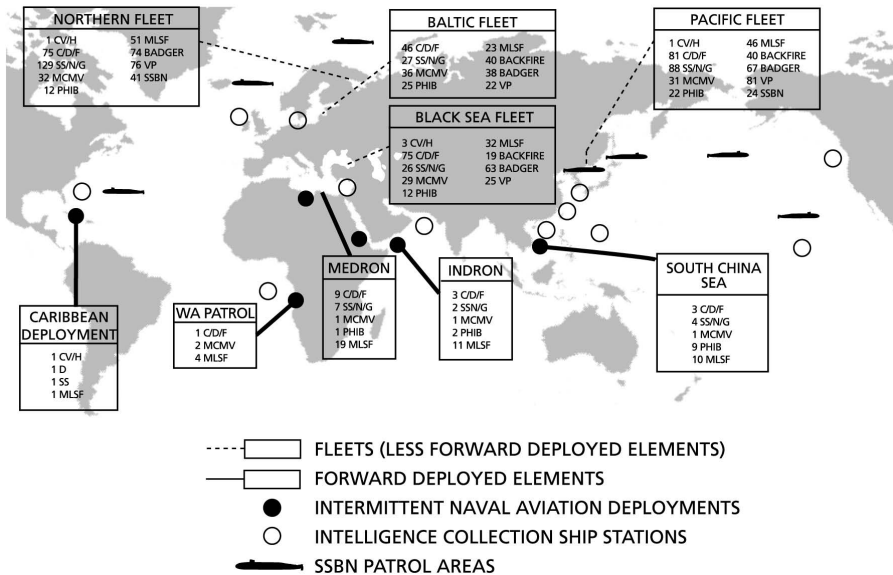 NORTHERN FLEET
1 CV/H 51 MLSF
75 C/D/F 74 BADGER
129 SS/N/G 76 VP
32 MCMV 41 SSBN
12 PHIB
BALTIC FLEET
46 C/D/F 23 MLSF
27 SS/N/G 40 BACKFIRE
36 MCMV 38 BADGER
25 PHIB 22 VP
PACIFIC FLEET
1 CV/H 46 MLSF
81 C/D/F 40 BACKFIRE
88 SS/N/G 67 BADGER
31 MCMV 81 VP
22 PHIB 24 SSBN
BLACK SEA FLEET
3 CV/H 32 MLSF
75 C/D/F 19 BACKFIRE
26 SS/N/G 63 BADGER
29 MCMV 25 VP
12 PHIB
CARIBBEAN
DEPLOYMENT
1 CV/H
1 D
1 SS
1 MLSF
WA PATROL
1 C/D/F
2 MCMV
4 MLSF
MEDRON
9 C/D/F
7 SS/N/G
1 MCMV
1 PHIB
19 MLSF
INDRON
3 C/D/F
2 SSN/G
1 MCMV
2 PHIB
11 MLSF
SOUTH CHINA
SEA
3 C/D/F
4 SS/N/G
1 MCMV
9 PHIB
10 MLSF
FLEETS (LESS FORWARD DEPLOYED ELEMENTS)
FORWARD DEPLOYED ELEMENTS
INTERMITTENT NAVAL AVIATION DEPLOYMENTS
INTELLIGENCE COLLECTION SHIP STATIONS
SSBN PATROL AREAS